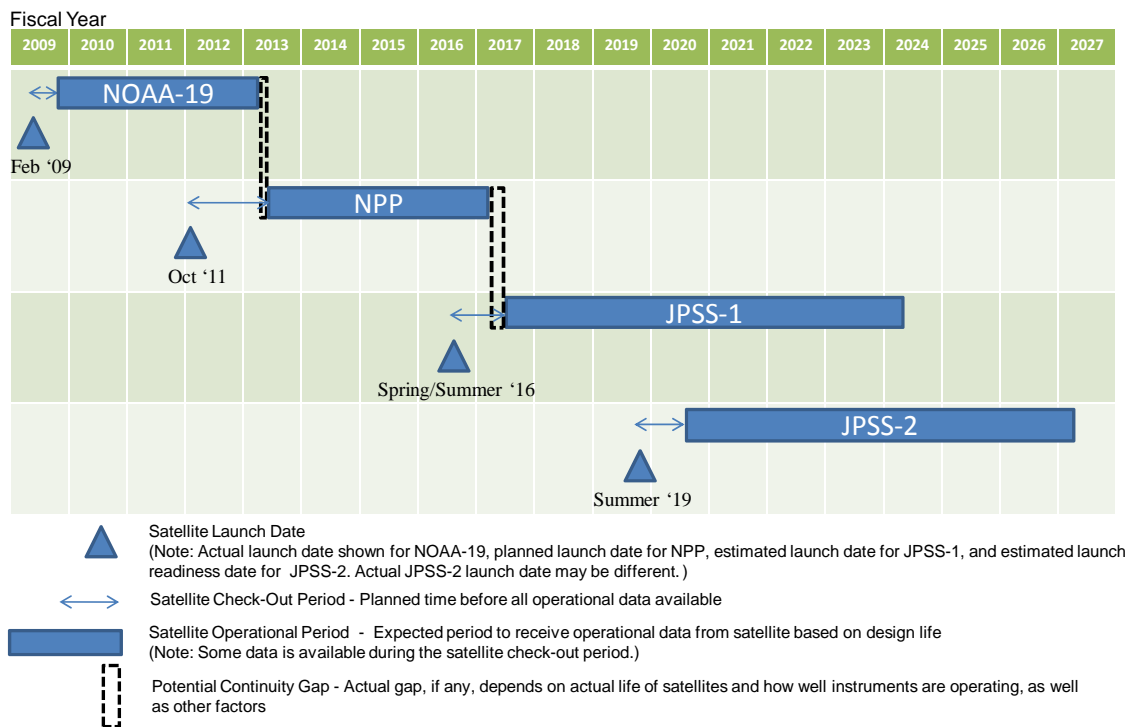 Fiscal Year
2009 2010 2011 2012 2013 2014 2015 2016 2017 2018 2019 2020 2021 2022 2023 2024 2025 2026 2027
NOAA-19
Feb ‘09
NPP
Oct ‘11
JPSS-1
Spring/Summer ‘16
JPSS-2
Summer ‘19
Satellite Launch Date
(Note: Actual launch date shown for NOAA-19, planned launch date for NPP, estimated launch date for JPSS-1, and estimated launch
readiness date for JPSS-2. Actual JPSS-2 launch date may be different. )
Satellite Check-Out Period - Planned time before all operational data available
Satellite Operational Period - Expected period to receive operational data from satellite based on design life
(Note: Some data is available during the satellite check-out period.)
Potential Continuity Gap - Actual gap, if any, depends on actual life of satellites and how well instruments are operating, as well
as other factors